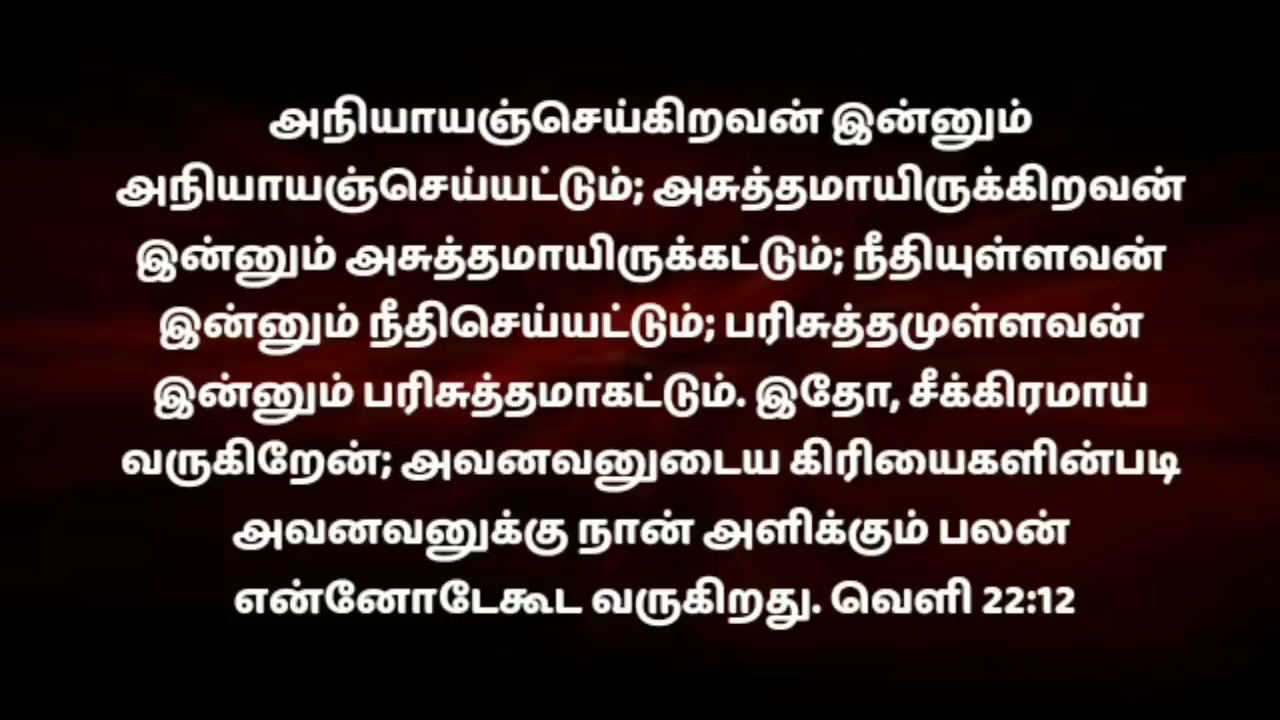 அநியாயஞ்செய்கிறவன் இன்னும்
அநியாயஞ்செய்யட்டும்; அசுத்தமாயிருக்கிறவன்
இன்னும் அசுத்தமாயிருக்கட்டும்; நீதியுள்ளவன்
இன்னும் நீதிசெய்யட்டும்; பரிசுத்தமுள்ளவன்
இன்னும் பரிசுத்தமாகட்டும். இதோ, சீக்கிரமாய்
வருகிறேன்; அவனவனுடைய கிரியைகளின்படி
அவனவனுக்கு நான் அளிக்கும் பலன்
என்னோடேகூட வருகிறது. வெளி 22:12